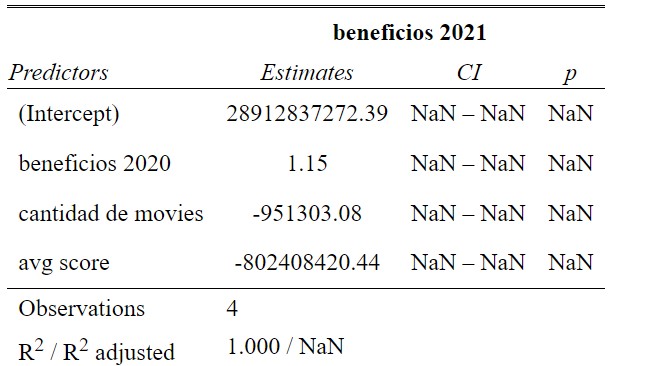 beneficios 2021
Predictors Estimates CI p
(Intercept) 28912837272.39 NaN – NaN NaN
beneficios 2020 1.15 NaN – NaN NaN
cantidad de movies -951303.08 NaN – NaN NaN
avg score -802408420.44 NaN – NaN NaN
Observations 4
R² / R² adjusted 1.000 / NaN